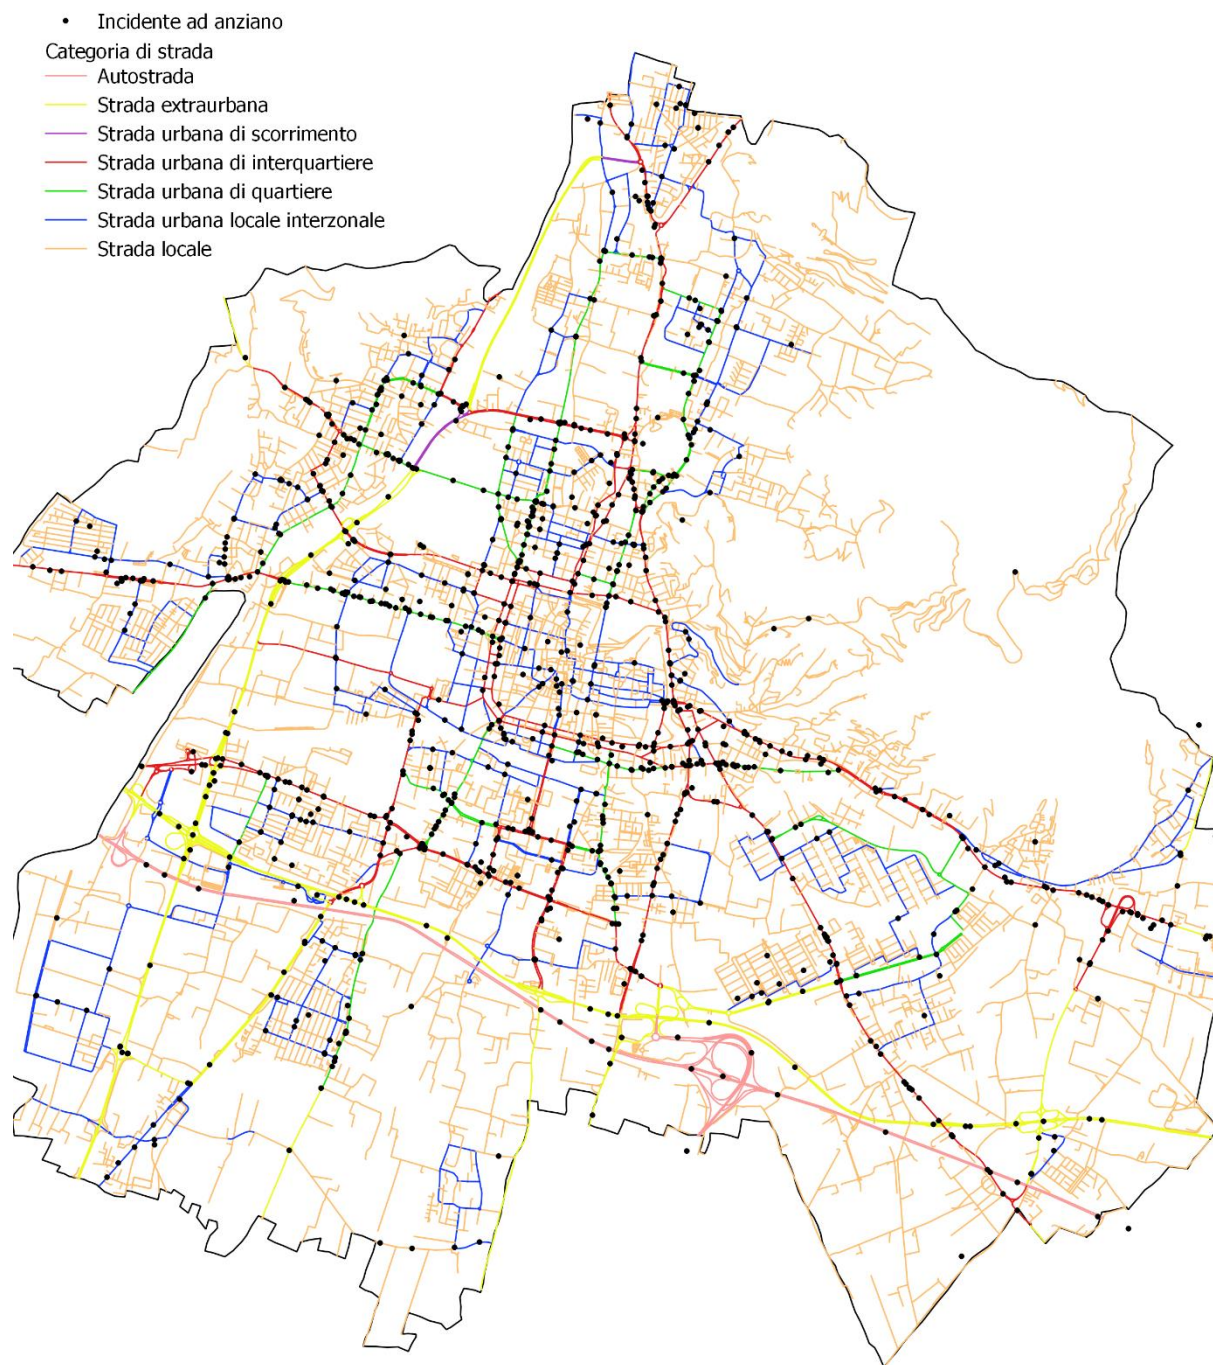 Incidente ad anziano
Categoria di strada
Autostrada
Strada extraurbana
Strada urbana di scorrimento
Strada urbana di interquartiere
Strada urbana di quartiere
Strada urbana locale interzonale
Strada locale